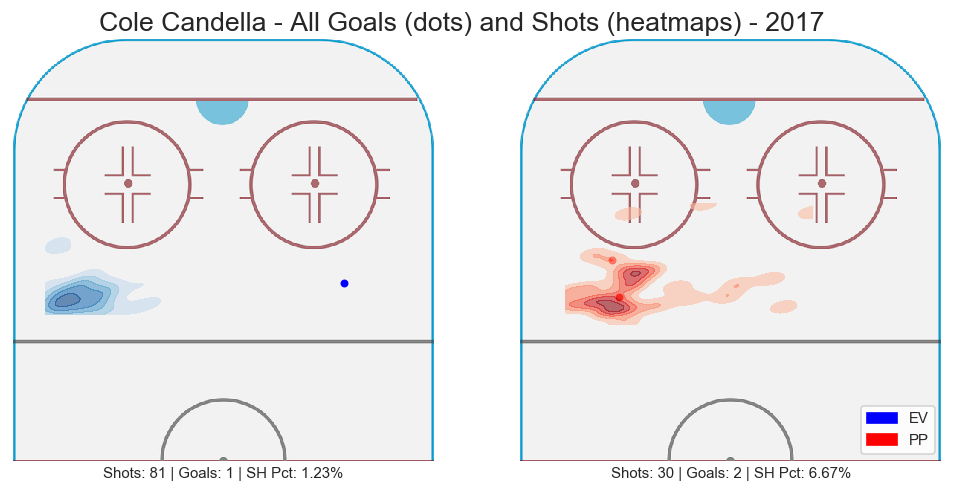 Cole Candella - All Goals (dots) and Shots (heatmaps) - 2017
EV
PP
Shots: 81 | Goals: 1 | SH Pct: 1.23%
Shots: 30 | Goals: 2 | SH Pct: 6.67%